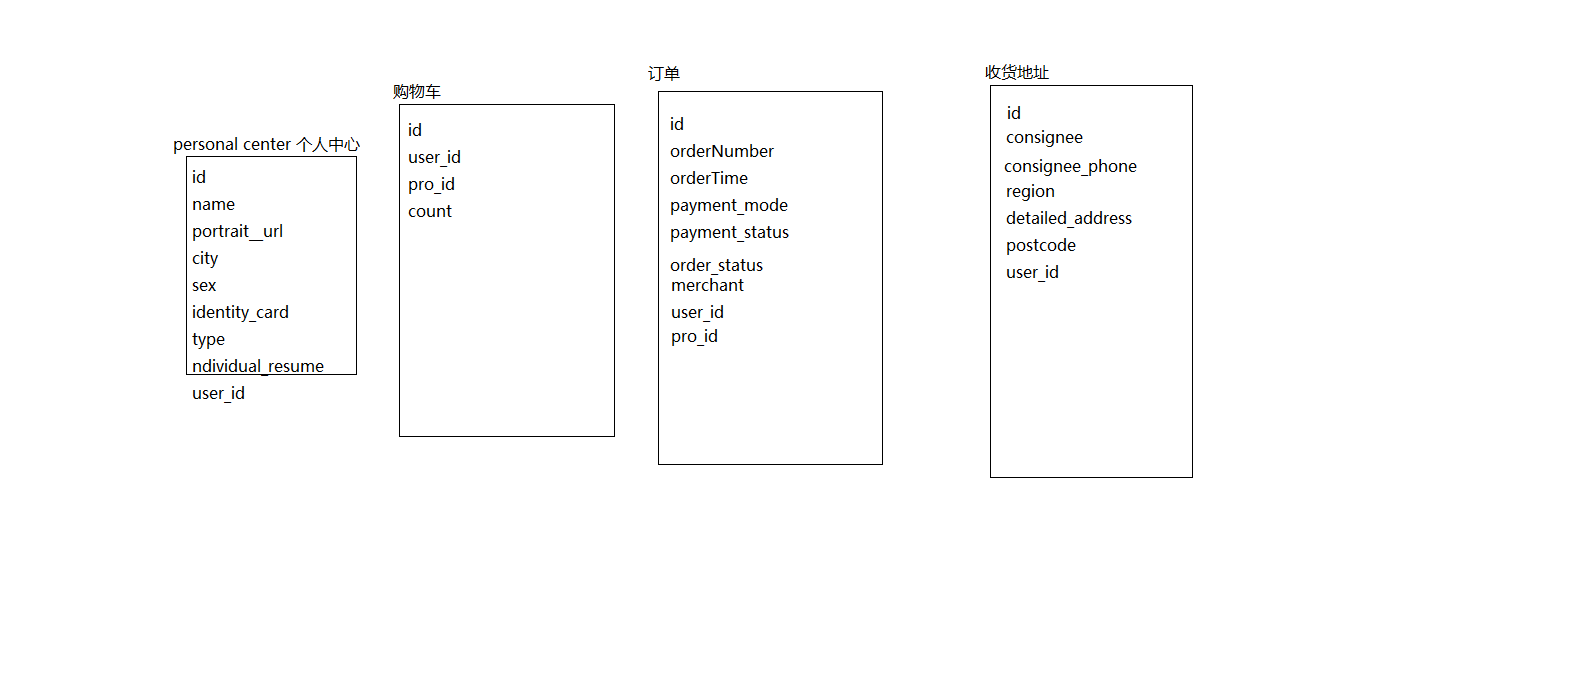 personal center 个人中心
id
name
portrait__url
city
sex
identity_card
type
ndividual_resume
user_id
购物车
id
user_id
pro_id
count
订单
id
orderNumber
orderTime
payment_mode
payment_status
order_status
merchant
user_id
pro_id
收货地址
id
consignee
consignee_phone
region
detailed_address
postcode
user_id